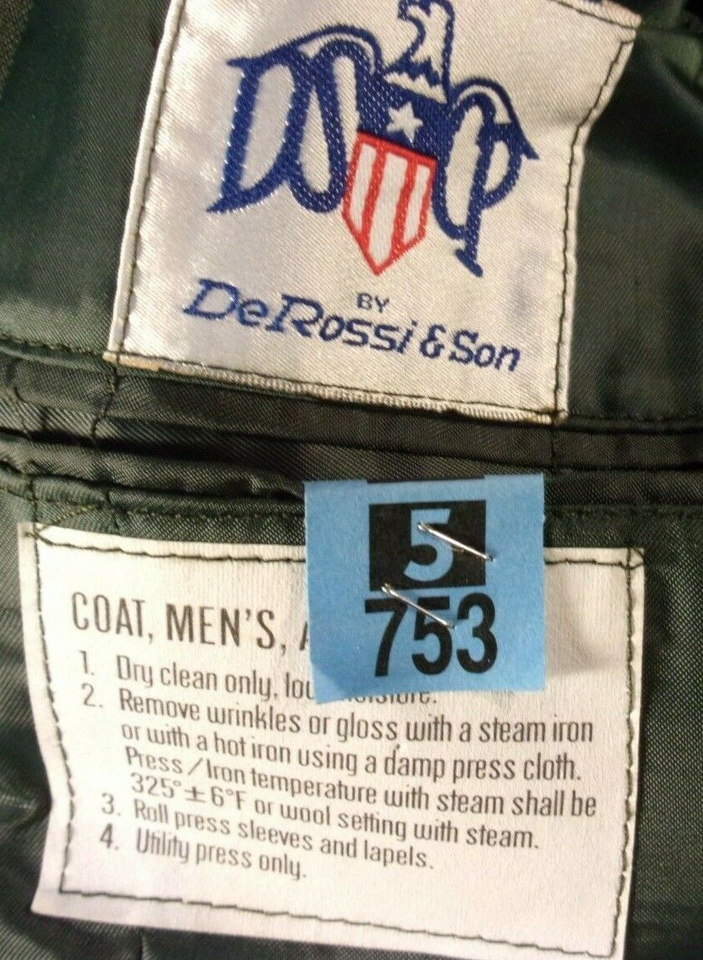 DSCP
BY
DeRossi & Son
5
753
COAT, MEN'S,
1. Dry clean only, low moisture.
2. Remove wrinkles or gloss with a steam iron
or with a hot iron using a damp press cloth.
Press/Iron temperature with steam shall be
325° ± 6°F or wool setting with steam.
3. Roll press sleeves and lapels.
4. Utility press only.